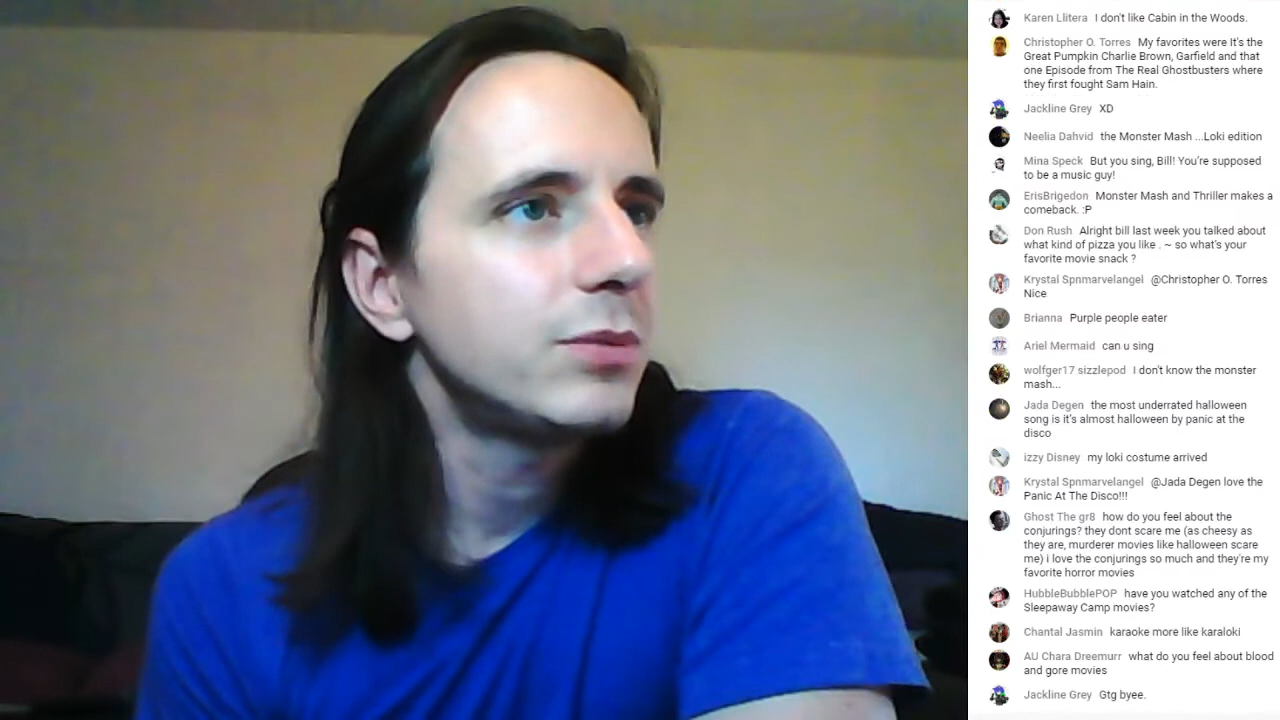 Karen Llitera I don't like Cabin in the Woods.
Christopher O. Torres My favorites were It's the
Great Pumpkin Charlie Brown, Garfield and that
one Episode from The Real Ghostbusters where
they first fought Sam Hain.
Jackline Grey XD
Neelia Dahvid the Monster Mash ...Loki edition
Mina Speck But you sing, Bill! You're supposed
to be a music guy!
ErisBrigedon Monster Mash and Thriller makes a
comeback. :P
Don Rush Alright bill last week you talked about
what kind of pizza you like . ~ so what's your
favorite movie snack ?
Krystal Spnmarvelangel @Christopher O. Torres
Nice
Brianna Purple people eater
Ariel Mermaid can u sing
wolfger17 sizzlepod I don't know the monster
mash...
Jada Degen the most underrated halloween
song is it's almost halloween by panic at the
disco
izzy Disney my loki costume arrived
Krystal Spnmarvelangel @Jada Degen love the
Panic At The Disco!!!
Ghost The gr8 how do you feel about the
conjurings? they dont scare me (as cheesy as
they are, murderer movies like halloween scare
me) i love the conjurings so much and they're my
favorite horror movies
HubbleBubblePOP have you watched any of the
Sleepaway Camp movies?
Chantal Jasmin karaoke more like karaloki
AU Chara Dreemurr what do you feel about blood
and gore movies
Jackline Grey Gtg byee.